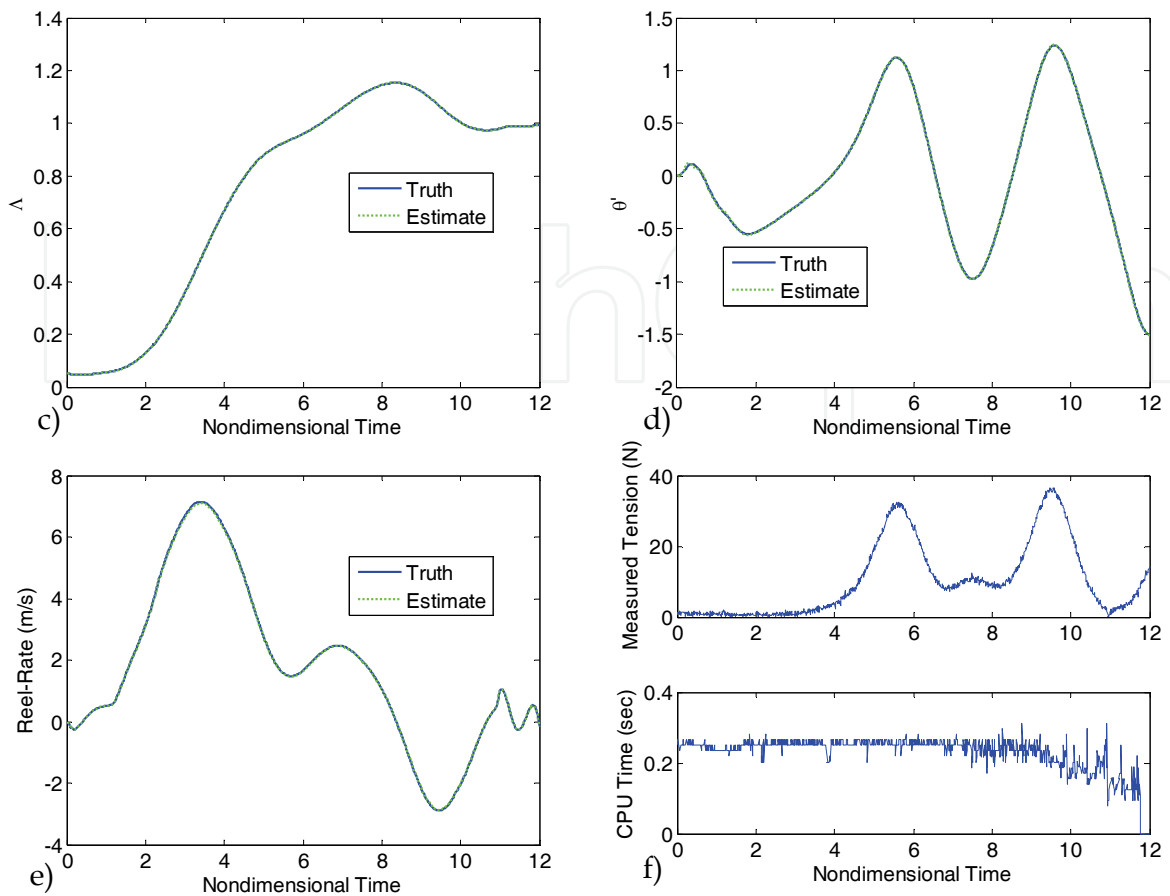 1.4
1.2
1
0.8
0.6
0.4
0.2
0
Λ
Truth
Estimate
0 2 4 6 8 10 12
Nondimensional Time
c)
1.5
1
0.5
0
-0.5
-1
-1.5
-2
θ'
Truth
Estimate
0 2 4 6 8 10 12
Nondimensional Time
d)
8
6
4
2
0
-2
-4
Reel-Rate (m/s)
Truth
Estimate
0 2 4 6 8 10 12
Nondimensional Time
e)
40
20
0
Measured Tension (N)
0 2 4 6 8 10 12
0.4
0.2
0
CPU Time (sec)
0 2 4 6 8 10 12
Nondimensional Time
f)